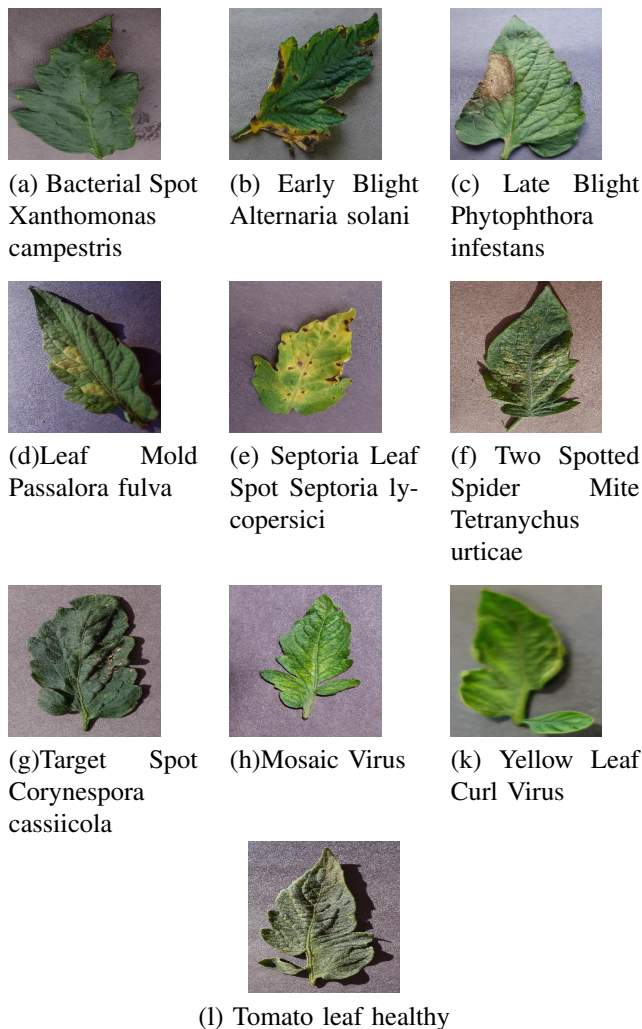 (a) Bacterial Spot
Xanthomonas
campestris
(b) Early Blight
Alternaria solani
(c) Late Blight
Phytophthora
infestans
(d)Leaf Mold
Passalora fulva
(e) Septoria Leaf
Spot Septoria ly-
copersici
(f) Two Spotted
Spider Mite
Tetranychus
urticae
(g)Target Spot
Corynespora
cassiicola
(h)Mosaic Virus
(k) Yellow Leaf
Curl Virus
(l) Tomato leaf healthy